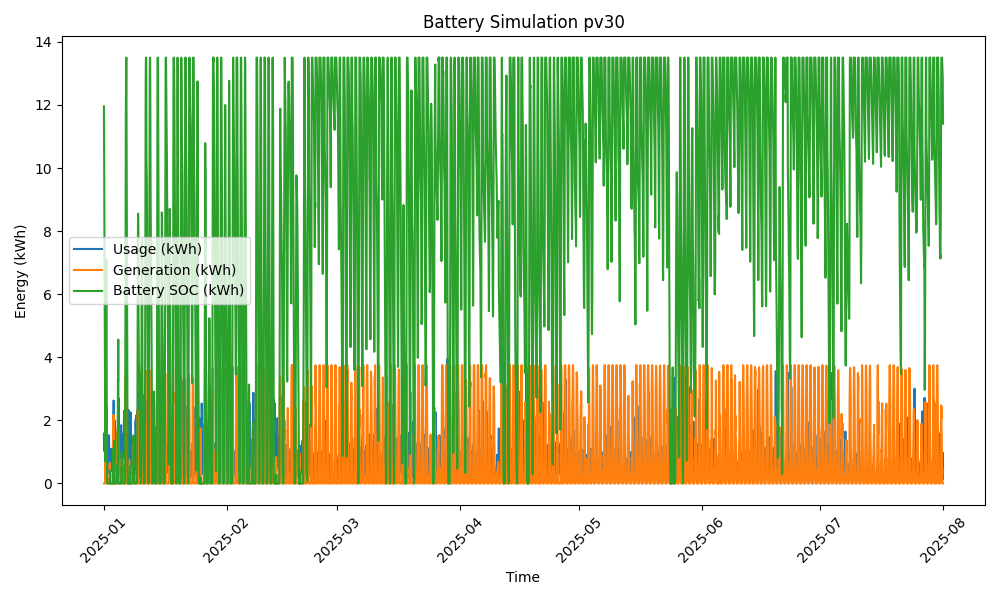 Battery Simulation pv30
Energy (kWh)
14
12
10
8
6
4
2
0
Usage (kWh)
Generation (kWh)
Battery SOC (kWh)
2025-01
2025-02
2025-03
2025-04
2025-05
2025-06
2025-07
2025-08
Time